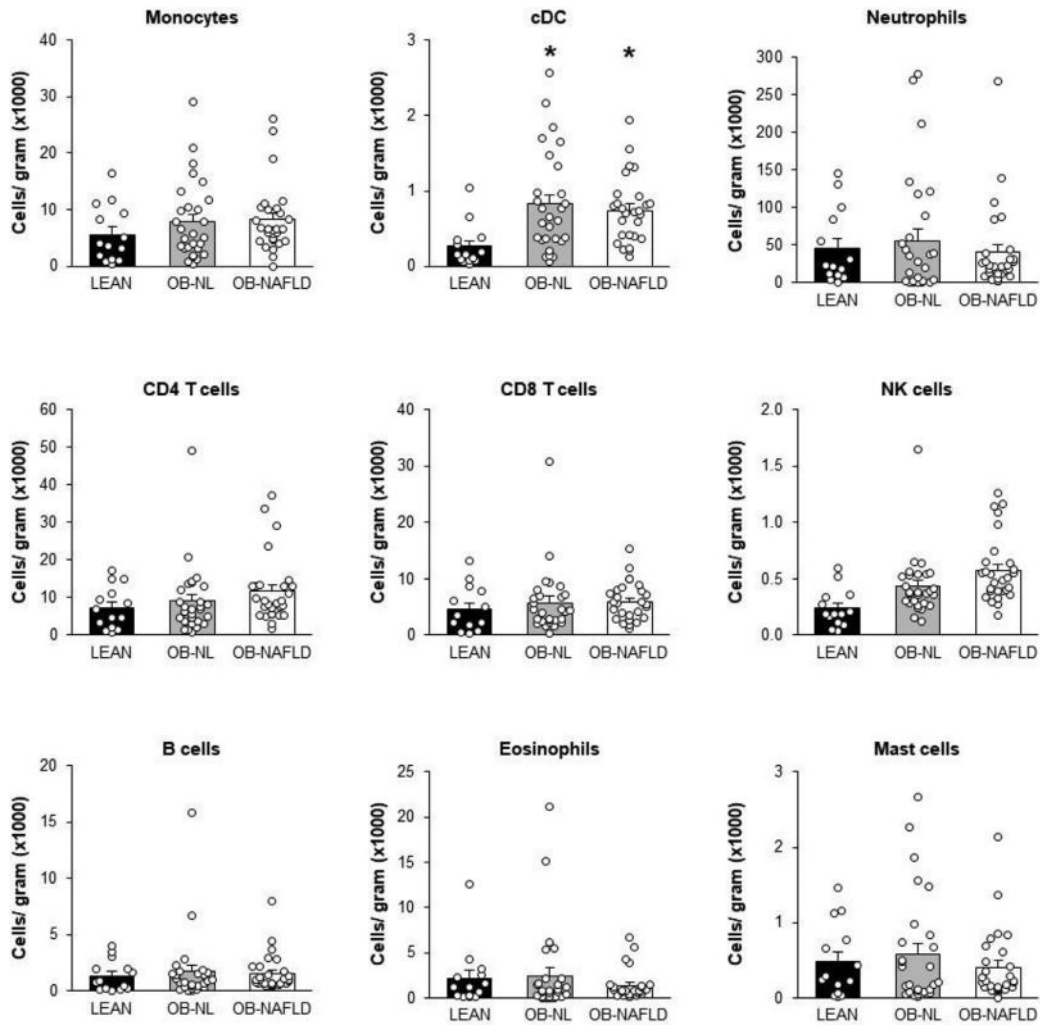 Monocytes
Cells/ gram (x1000)
40
30
20
10
0
LEAN OB-NL OB-NAFLD
cDC
* *
Cells/ gram (x1000)
3
2
1
0
LEAN OB-NL OB-NAFLD
Neutrophils
Cells/ gram (x1000)
300
250
200
150
100
50
0
LEAN OB-NL OB-NAFLD
CD4 T cells
Cells/ gram (x1000)
60
50
40
30
20
10
0
LEAN OB-NL OB-NAFLD
CD8 T cells
Cells/ gram (x1000)
40
30
20
10
0
LEAN OB-NL OB-NAFLD
NK cells
Cells/ gram (x1000)
2.0
1.5
1.0
0.5
0.0
LEAN OB-NL OB-NAFLD
B cells
Cells/ gram (x1000)
20
15
10
5
0
LEAN OB-NL OB-NAFLD
Eosinophils
Cells/ gram (x1000)
25
20
15
10
5
0
LEAN OB-NL OB-NAFLD
Mast cells
Cells/ gram (x1000)
3
2
1
0
LEAN OB-NL OB-NAFLD